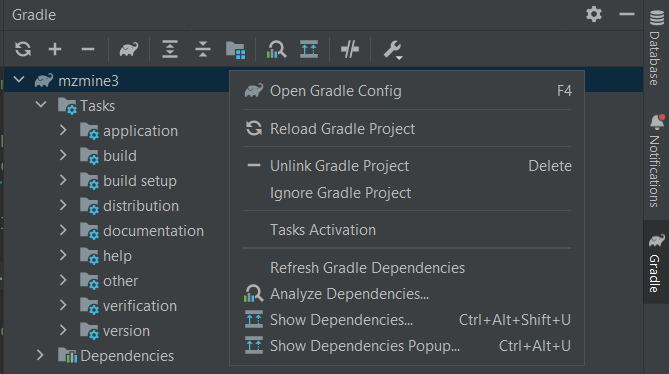 Gradle
mzmine3
Tasks
application
build
build setup
distribution
documentation
help
other
verification
version
Dependencies
Open Gradle Config F4
Reload Gradle Project
Unlink Gradle Project Delete
Ignore Gradle Project
Tasks Activation
Refresh Gradle Dependencies
Analyze Dependencies...
Show Dependencies... Ctrl+Alt+Shift+U
Show Dependencies Popup... Ctrl+Alt+U
Database
Notifications
Gradle